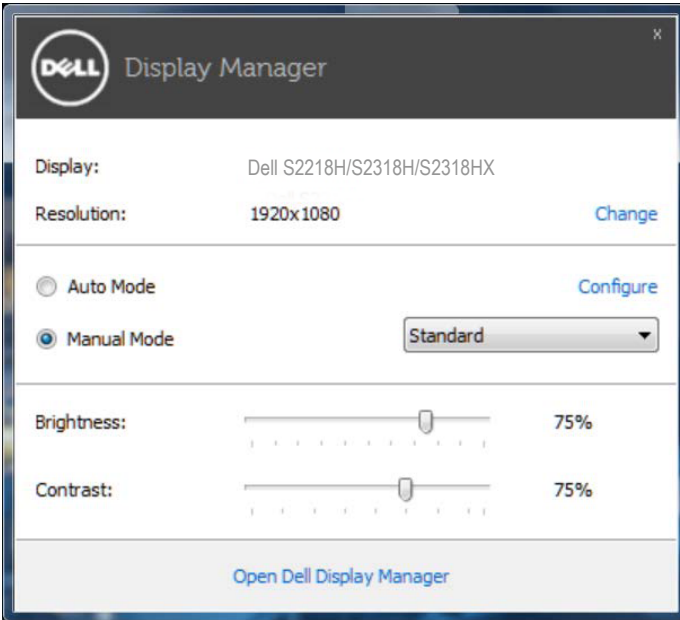 X
DELL Display Manager
Display: Dell S2218H/S2318H/S2318HX
Resolution: 1920x1080 Change
Auto Mode Configure
Manual Mode Standard
Brightness: 75%
Contrast: 75%
Open Dell Display Manager